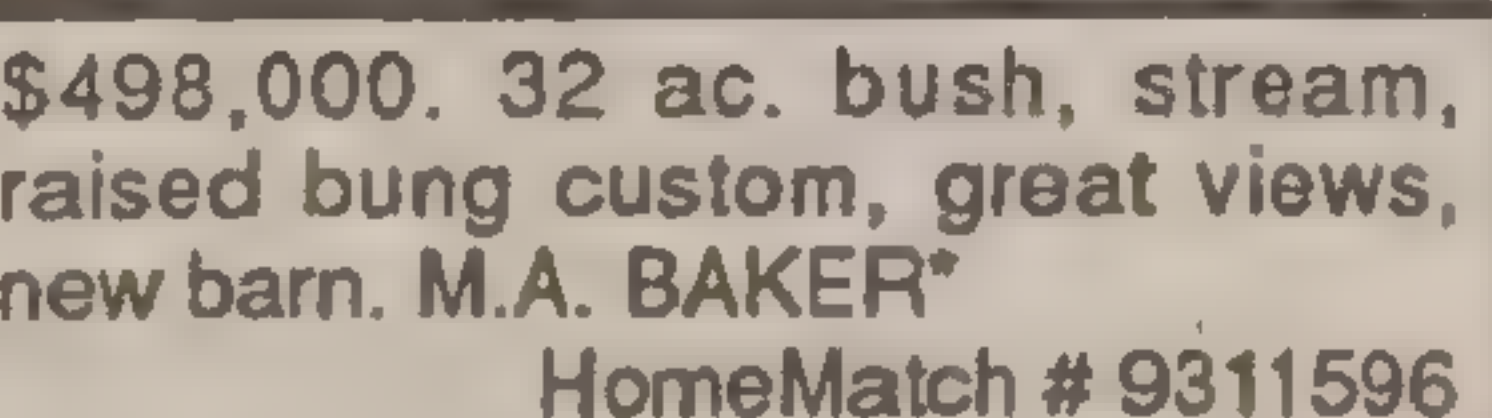 $498,000. 32 ac. bush, stream,
raised bung custom, great views,
new barn. M.A. BAKER*
HomeMatch # 9311596